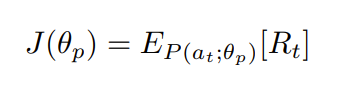 J(θ_p) = E_{P(a_t;θ_p)}[R_t]